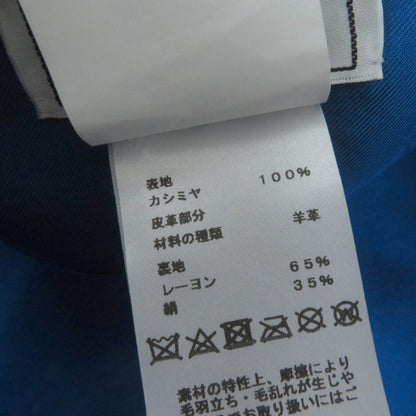 表地
カシミヤ 100%
皮革部分 羊革
材料の種類
裏地
レーヨン 65%
絹 35%
素材の特性上、摩擦により
毛羽立ち・毛乱れが生じや
お取り扱いには